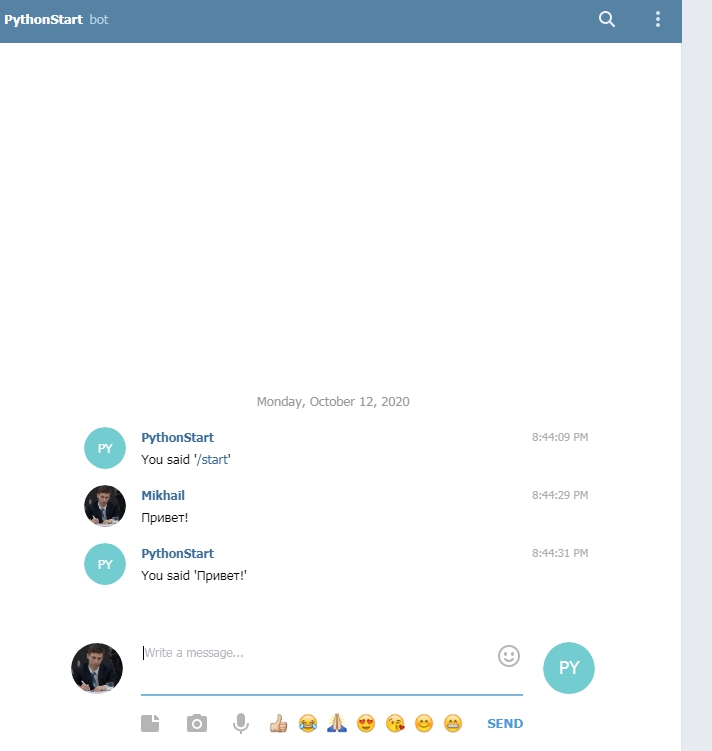 PythonStart bot
Monday, October 12, 2020
PY
PythonStart 8:44:09 PM
You said '/start'
Mikhail 8:44:29 PM
Привет!
PY
PythonStart 8:44:31 PM
You said 'Привет!'
Write a message...
PY
SEND